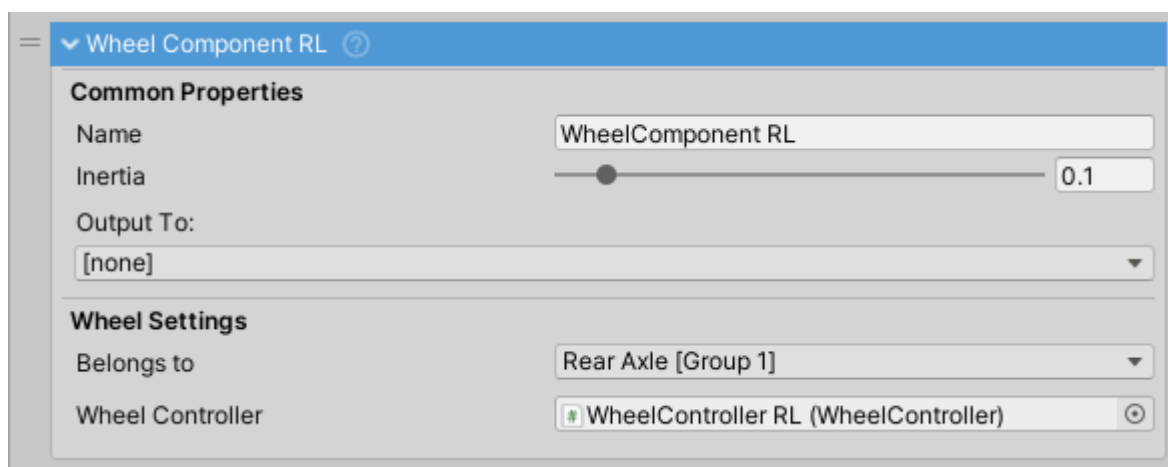 Wheel Component RL ?
Common Properties
Name WheelComponent RL
Inertia 0.1
Output To:
[none]
Wheel Settings
Belongs to Rear Axle [Group 1]
Wheel Controller # WheelController RL (WheelController)